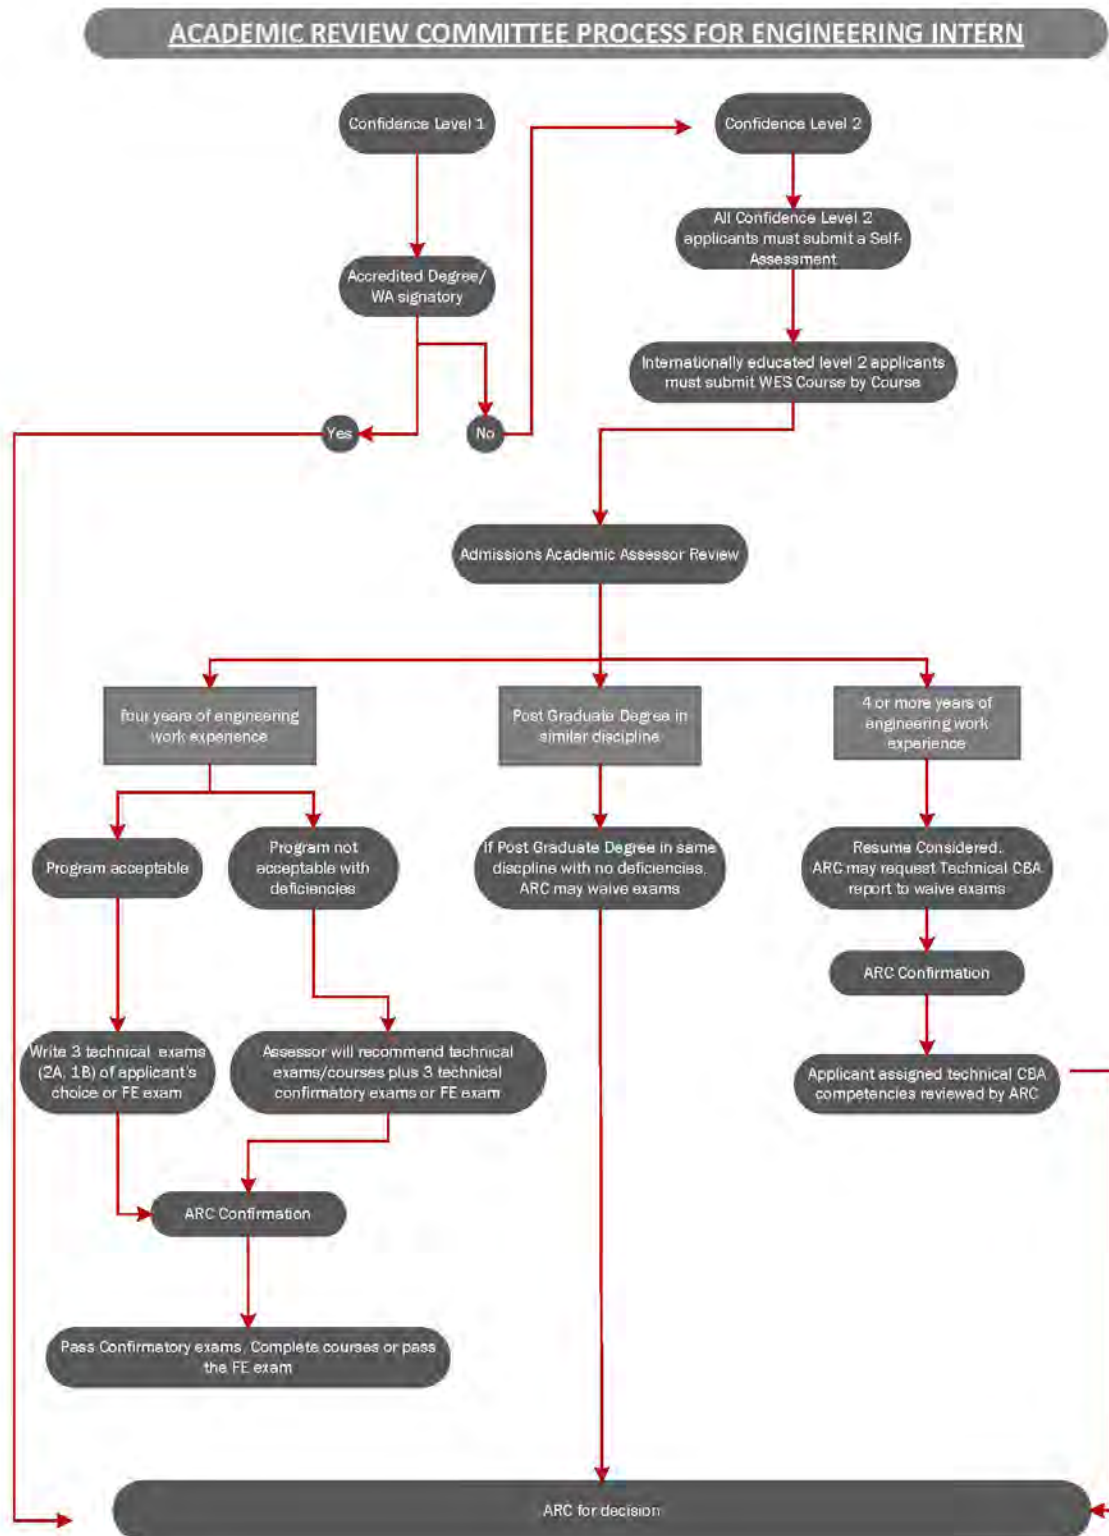 ACADEMIC REVIEW COMMITTEE PROCESS FOR ENGINEERING INTERN
Confidence Level 1
Confidence Level 2
All Confidence Level 2
applicants must submit a Self-
Assessment
Accredited Degree/
WA signatory
Internationally educated level 2 applicants
must submit WES Course by Course
Yes
No
Admissions Academic Assessor Review
four years of engineering
work experience
Post Graduate Degree in
similar discipline
4 or more years of
engineering work
experience
Program acceptable
Program not
acceptable with
deficiencies
If Post Graduate Degree in same
discpline with no deficiencies,
ARC may waive exams
Resume Considered.
ARC may request Technical CBA
report to waive exams
ARC Confirmation
Write 3 technical exams
(2A, 1B) of applicant's
choice or FE exam
Assessor will recommend technical
exams/courses plus 3 technical
confirmatory exams or FE exam
Applicant assigned technical CBA
competencies reviewed by ARC
ARC Confirmation
Pass Confirmatory exams, Complete courses or pass
the FE exam
ARC for decision